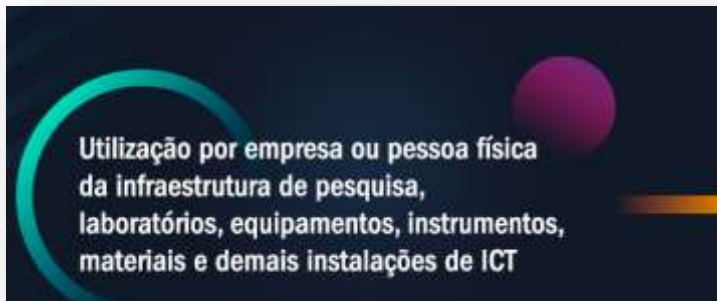 Utilização por empresa ou pessoa física
da infraestrutura de pesquisa,
laboratórios, equipamentos, instrumentos,
materiais e demais instalações de ICT